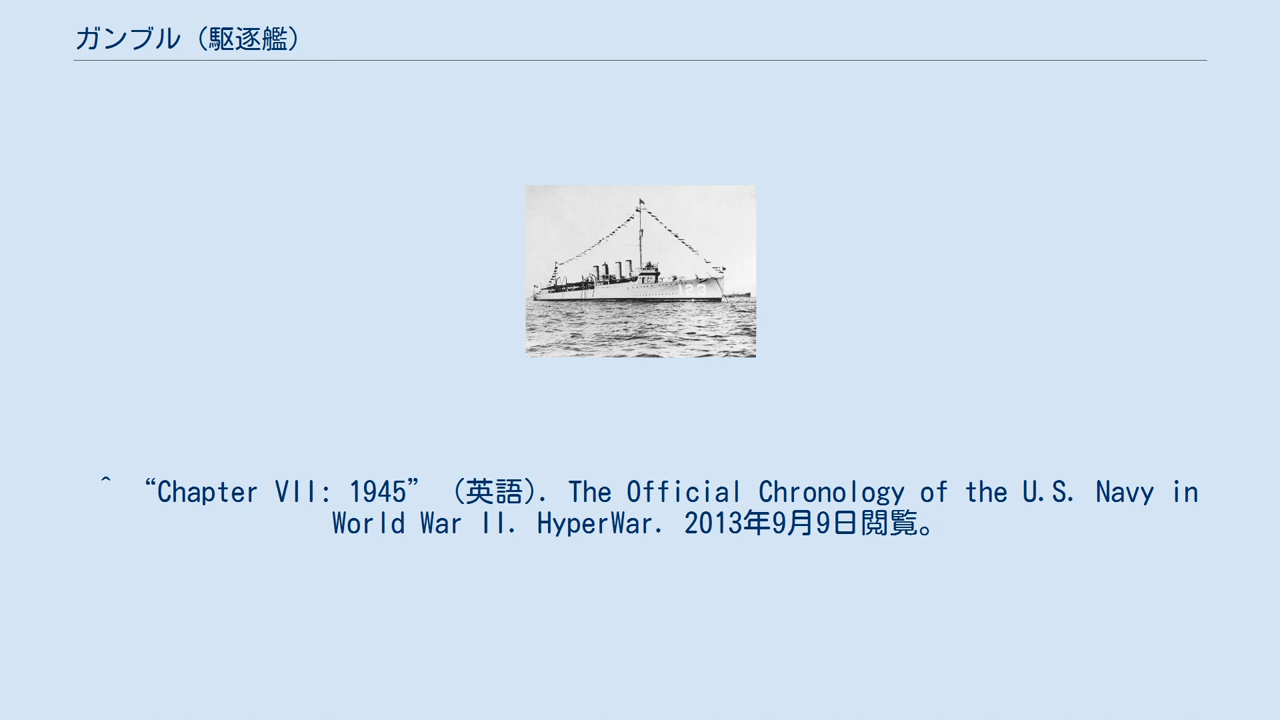 ガンブル（駆逐艦）
123
^ “Chapter VII: 1945” （英語）. The Official Chronology of the U.S. Navy in
World War II. HyperWar. 2013年9月9日閲覧。